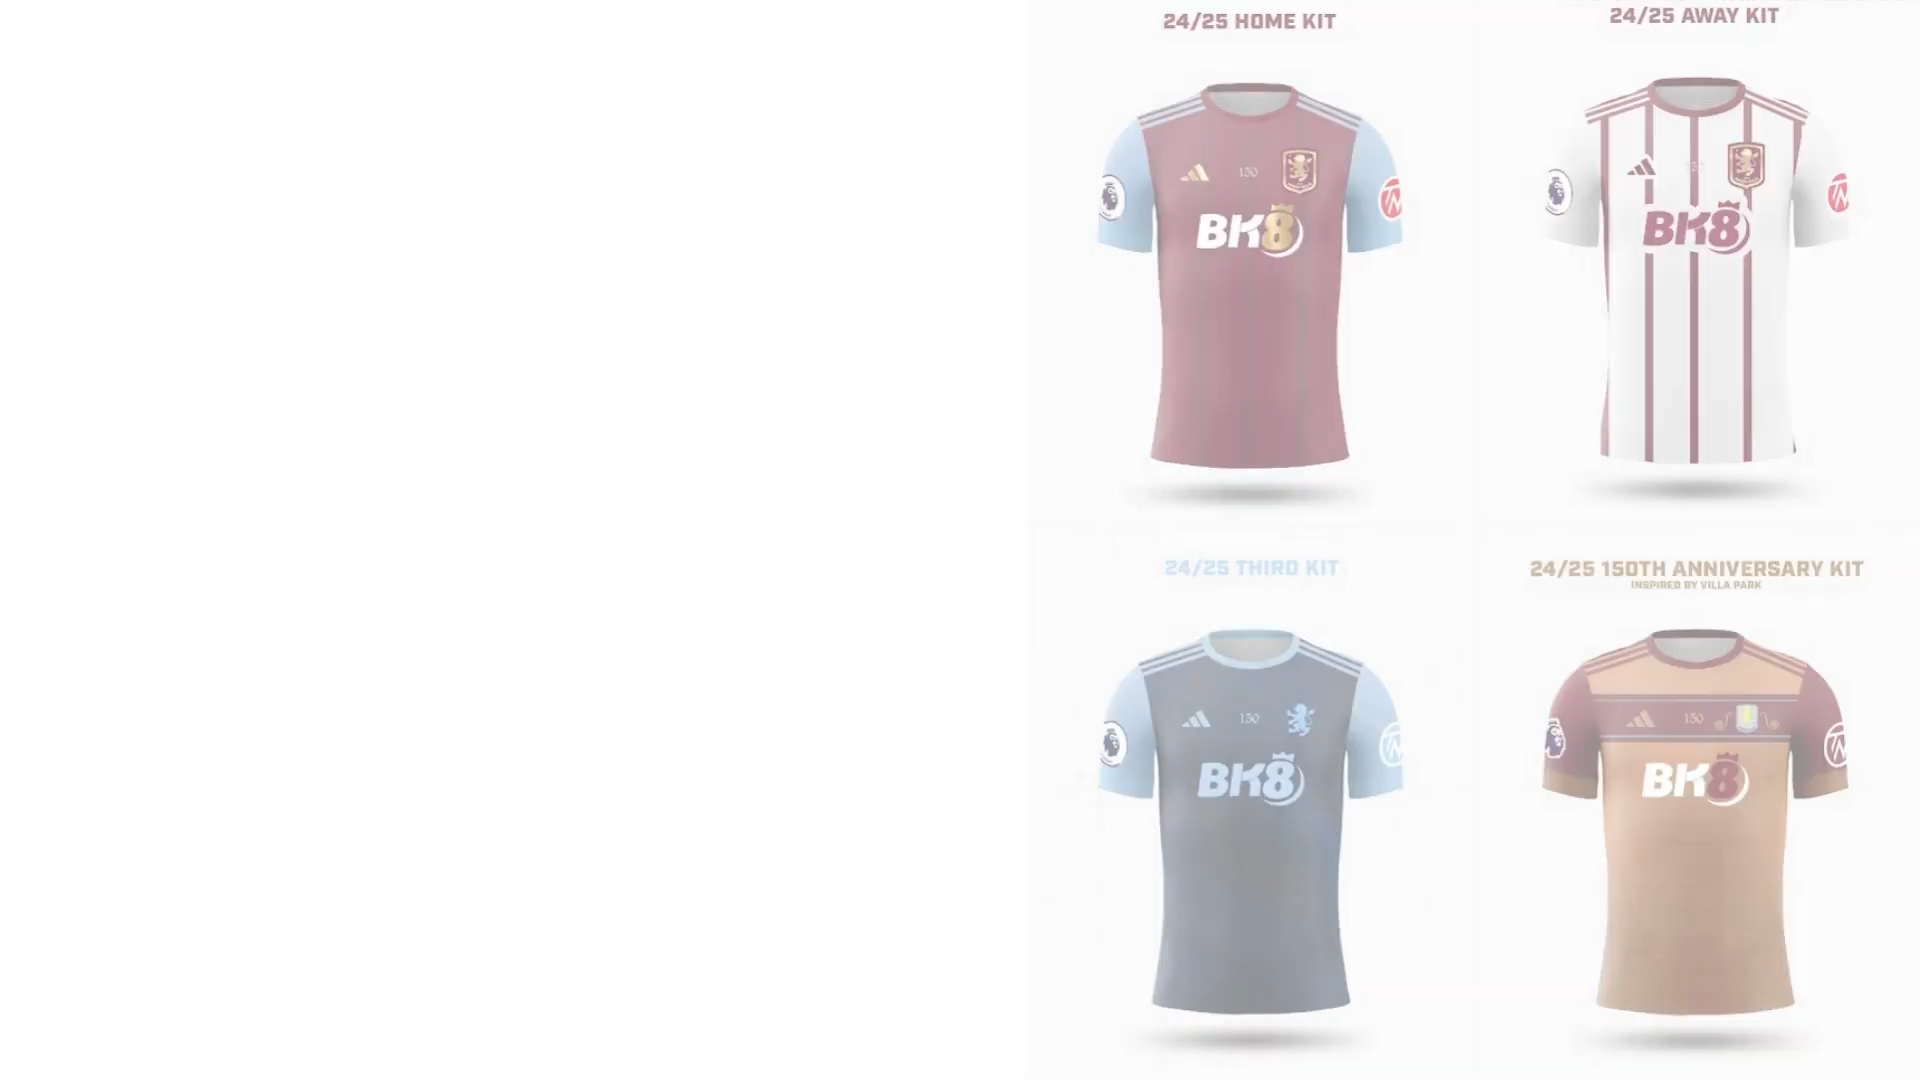 24/25 HOME KIT
150
BK8
24/25 AWAY KIT
150
BK8
24/25 THIRD KIT
150
BK8
24/25 150TH ANNIVERSARY KIT
INSPIRED BY VILLA PARK
150
BK8